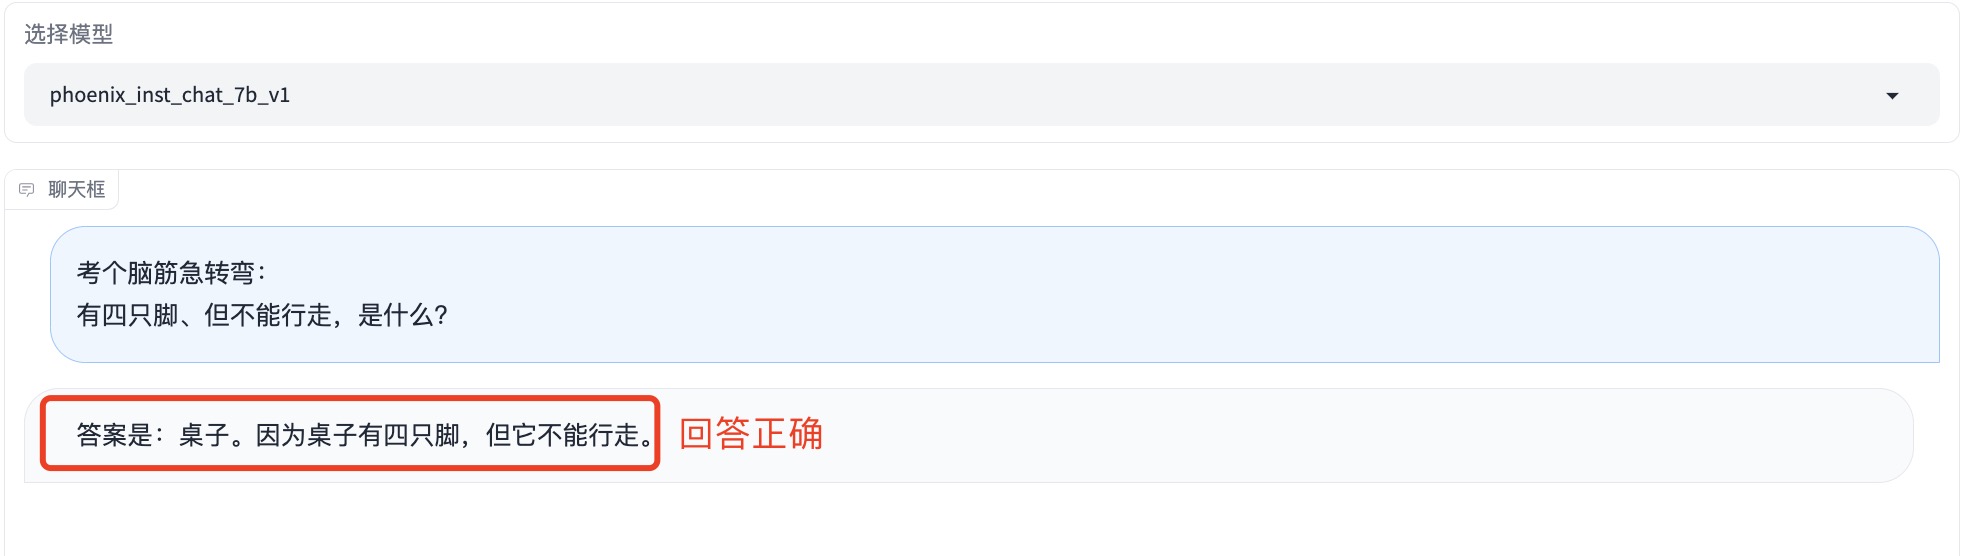 选择模型
phoenix_inst_chat_7b_v1
聊天框
考个脑筋急转弯：
有四只脚、但不能行走，是什么？
答案是：桌子。因为桌子有四只脚，但它不能行走。 回答正确